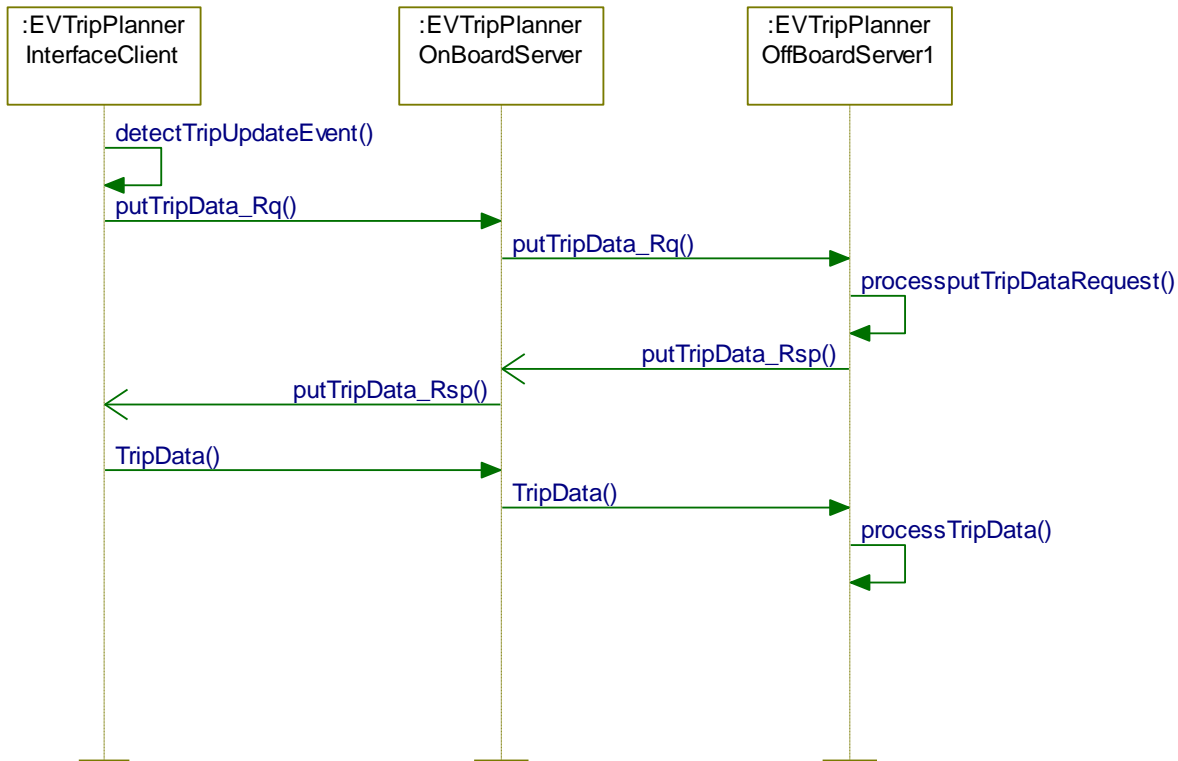 :EVTripPlanner
InterfaceClient
:EVTripPlanner
OnBoardServer
:EVTripPlanner
OffBoardServer1
detectTripUpdateEvent()
putTripData_Rq()
putTripData_Rq()
processputTripDataRequest()
putTripData_Rsp()
putTripData_Rsp()
TripData()
TripData()
processTripData()